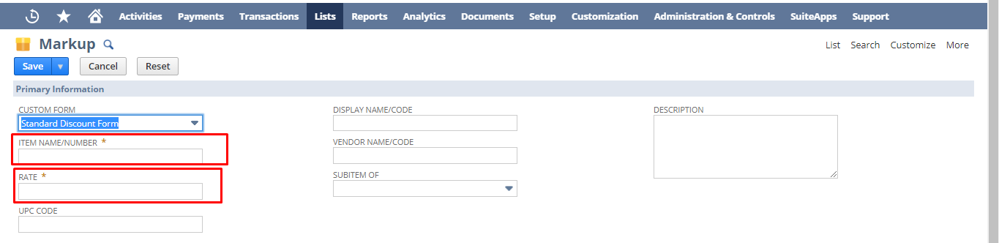 Activities Payments Transactions Lists Reports Analytics Documents Setup Customization Administration & Controls SuiteApps Support
Markup
List Search Customize More
Save Cancel Reset
Primary Information
CUSTOM FORM
Standard Discount Form
ITEM NAME/NUMBER *
RATE *
UPC CODE
DISPLAY NAME/CODE
VENDOR NAME/CODE
SUBITEM OF
DESCRIPTION